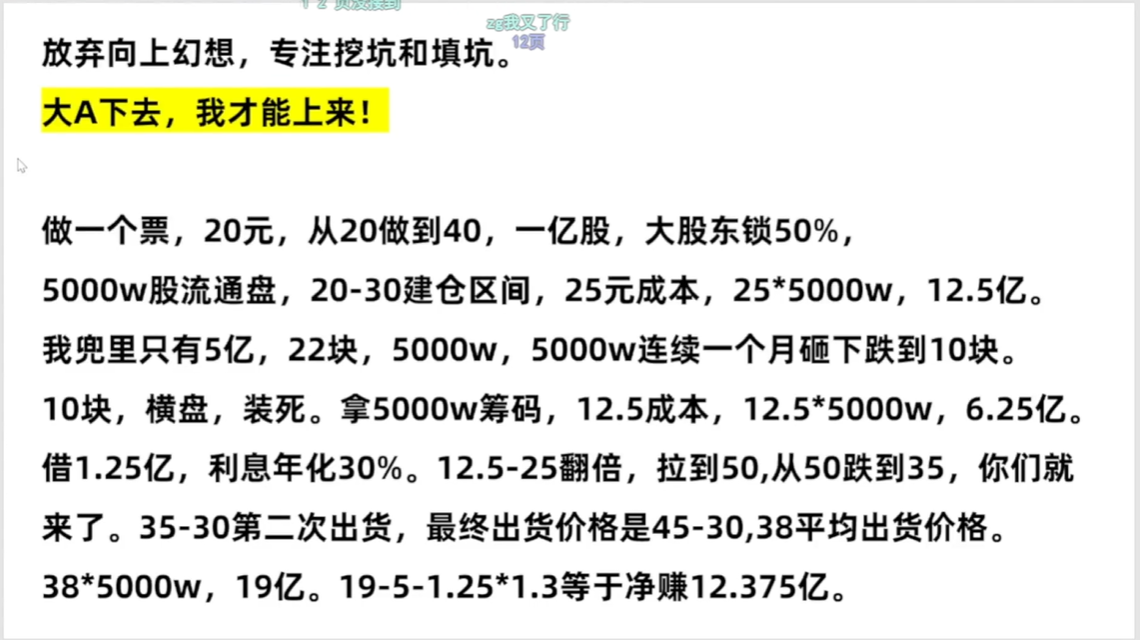 zg我又了行
12页
放弃向上幻想，专注挖坑和填坑。
大A下去，我才能上来！
做一个票，20元，从20做到40，一亿股，大股东锁50%，
5000w股流通盘，20-30建仓区间，25元成本，25*5000w，12.5亿。
我兜里只有5亿，22块，5000w，5000w连续一个月砸下跌到10块。
10块，横盘，装死。拿5000w筹码，12.5成本，12.5*5000w，6.25亿。
借1.25亿，利息年化30%。12.5-25翻倍，拉到50,从50跌到35，你们就
来了。35-30第二次出货，最终出货价格是45-30,38平均出货价格。
38*5000w，19亿。19-5-1.25*1.3等于净赚12.375亿。